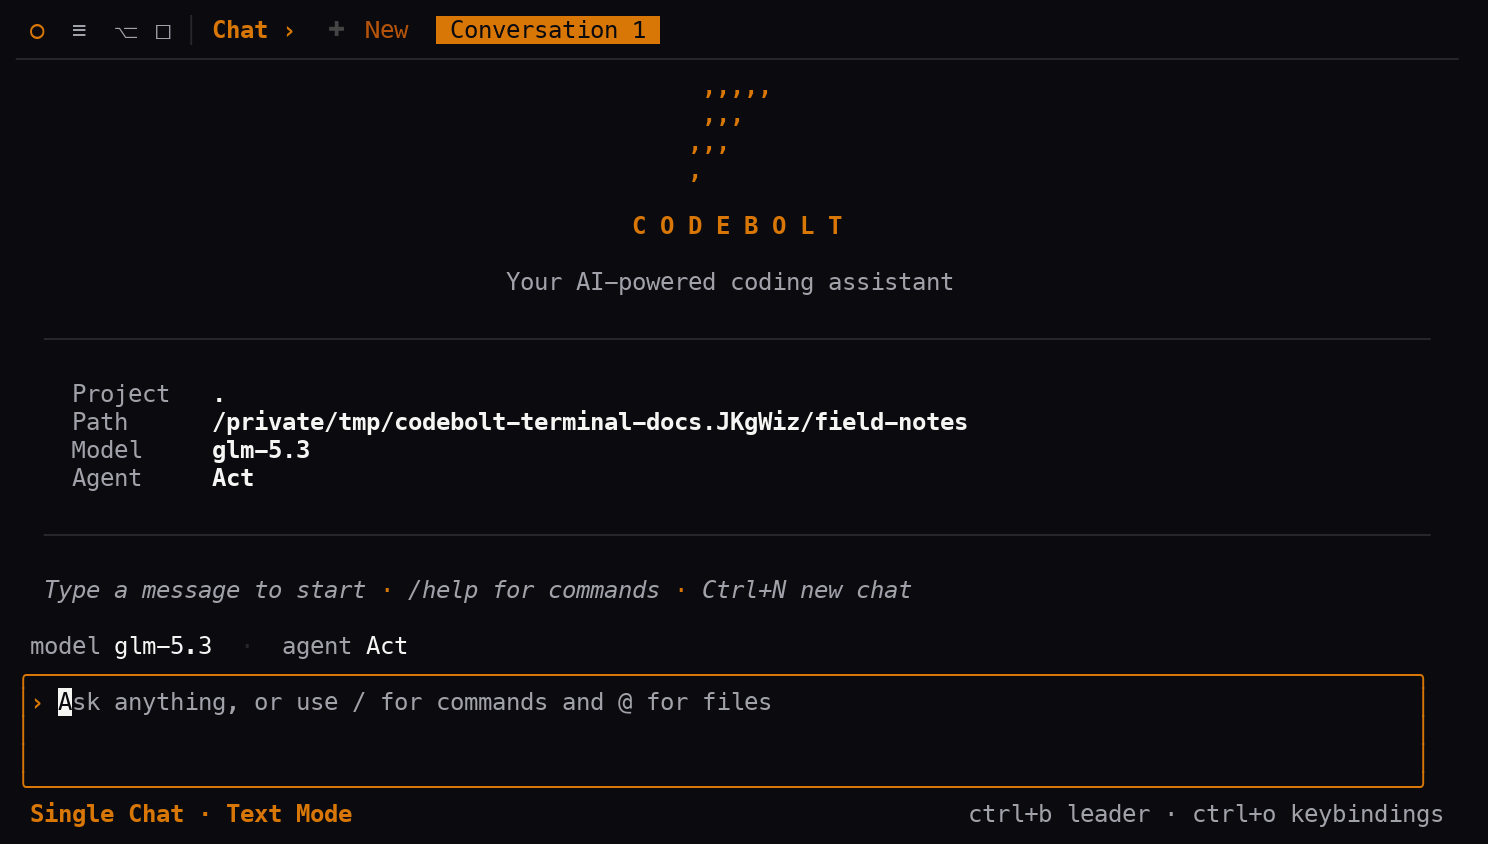 ○ ≡ ⌥ □ │ Chat › + New Conversation 1
,,,,,
,,,
,,,
,
C O D E B O L T
Your AI-powered coding assistant
Project .
Path /private/tmp/codebolt-terminal-docs.JKgWiz/field-notes
Model glm-5.3
Agent Act
Type a message to start · /help for commands · Ctrl+N new chat
model glm-5.3 · agent Act
› Ask anything, or use / for commands and @ for files
Single Chat · Text Mode ctrl+b leader · ctrl+o keybindings